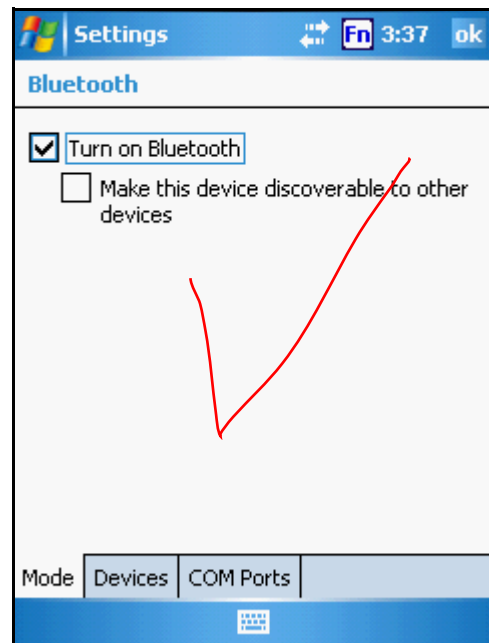 Settings Fn 3:37 ok
Bluetooth
Turn on Bluetooth
Make this device discoverable to other
devices
Mode Devices COM Ports